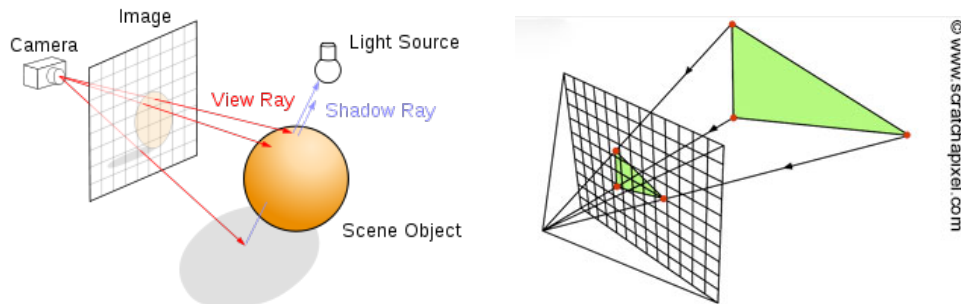 Image
Camera
Light Source
View Ray
Shadow Ray
Scene Object
© www.scratchapixel.com